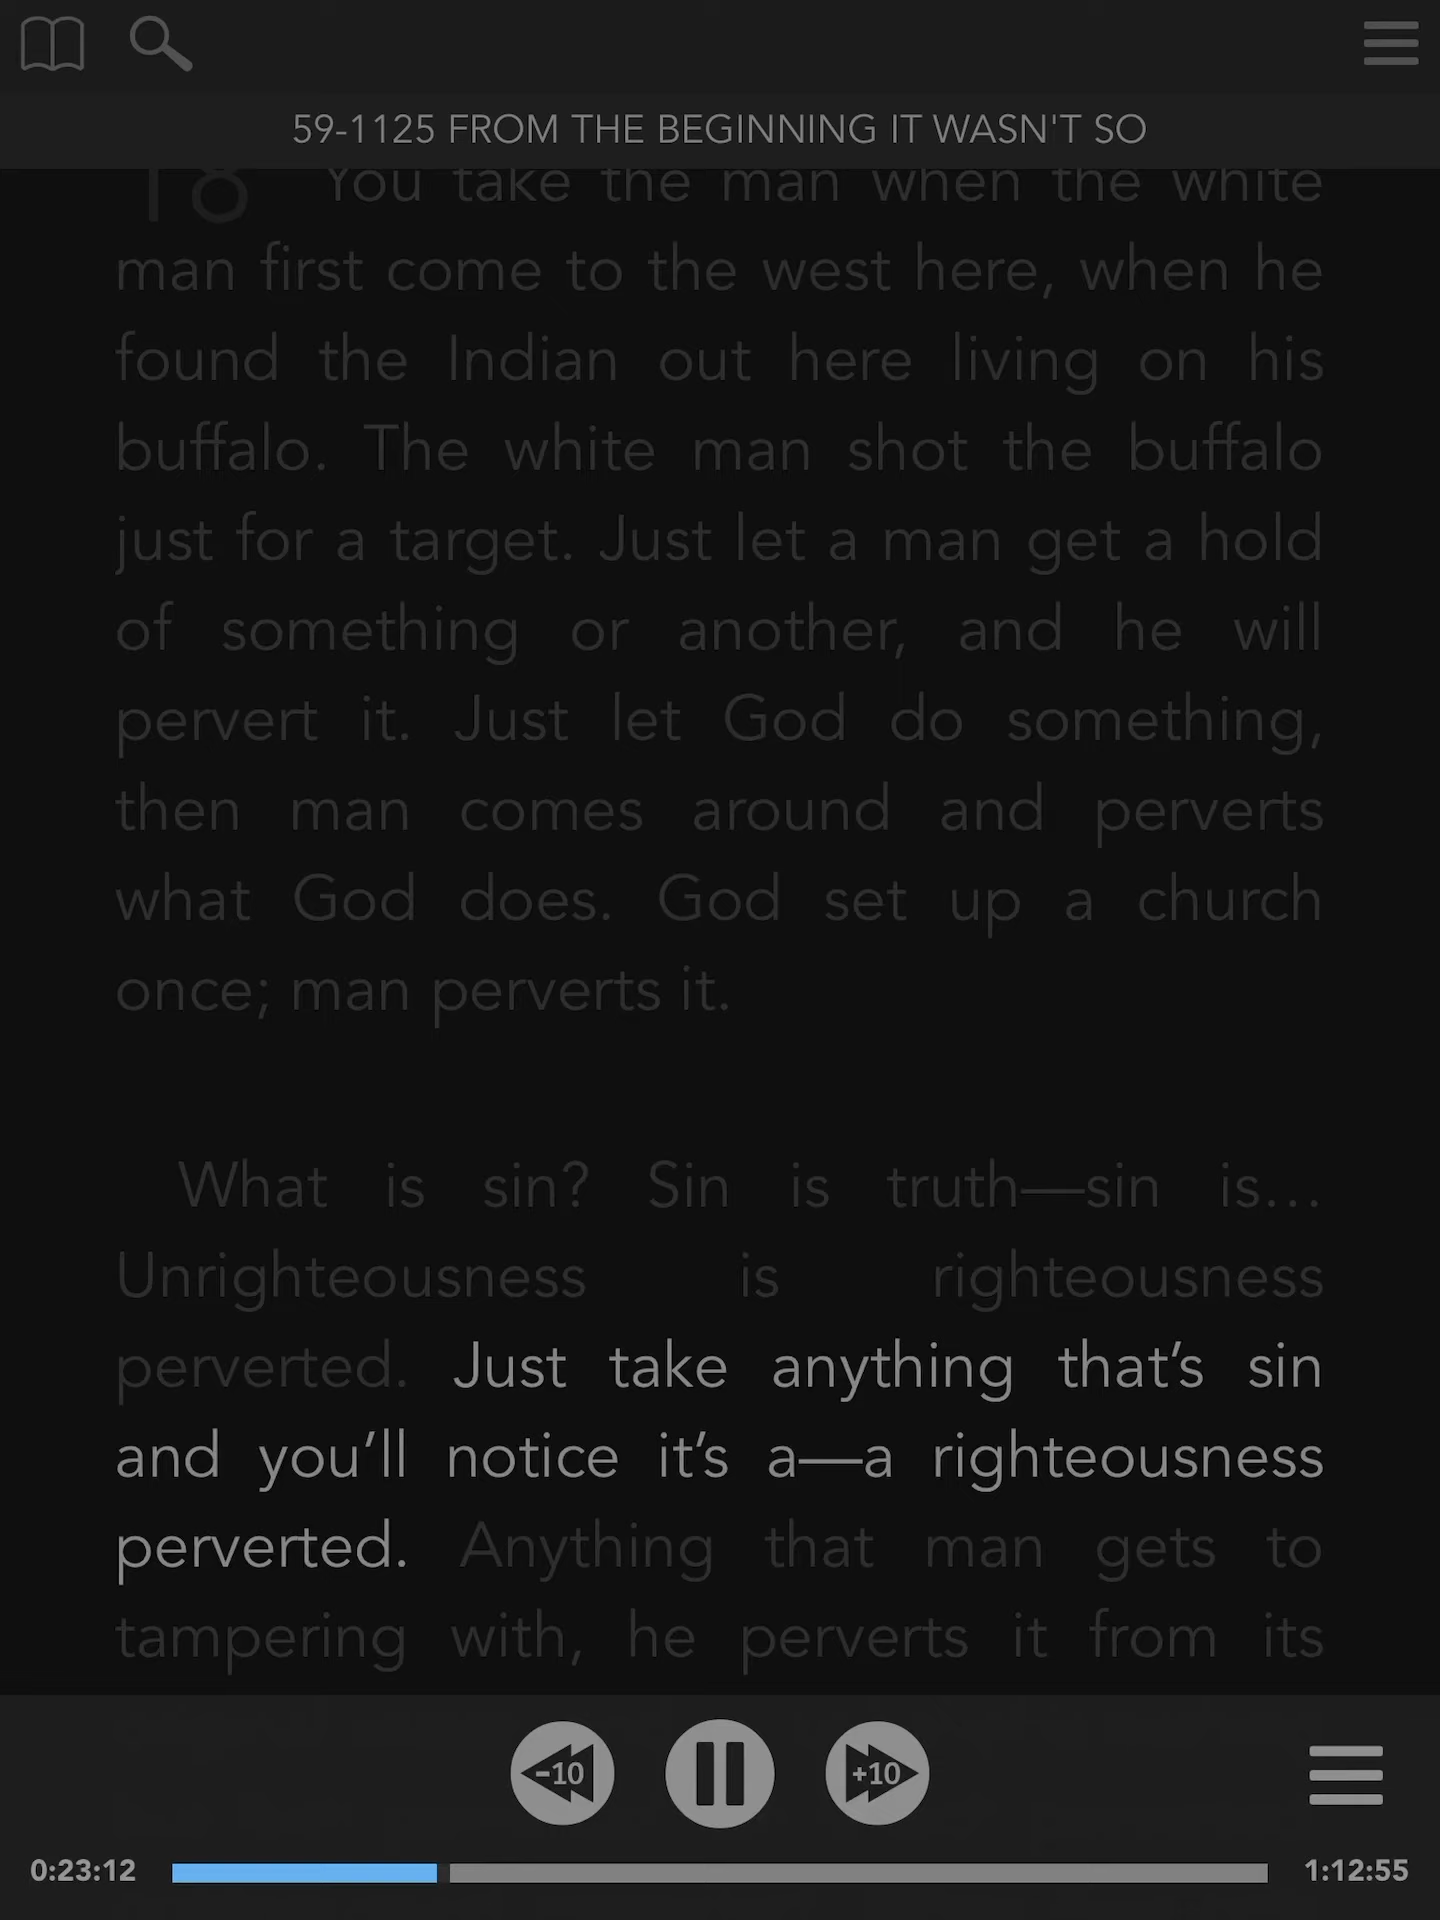 59-1125 FROM THE BEGINNING IT WASN'T SO
18 You take the man when the white
man first come to the west here, when he
found the Indian out here living on his
buffalo. The white man shot the buffalo
just for a target. Just let a man get a hold
of something or another, and he will
pervert it. Just let God do something,
then man comes around and perverts
what God does. God set up a church
once; man perverts it.
What is sin? Sin is truth—sin is…
Unrighteousness is righteousness
perverted. Just take anything that’s sin
and you’ll notice it’s a—a righteousness
perverted. Anything that man gets to
tampering with, he perverts it from its
-10 +10
0:23:12 1:12:55